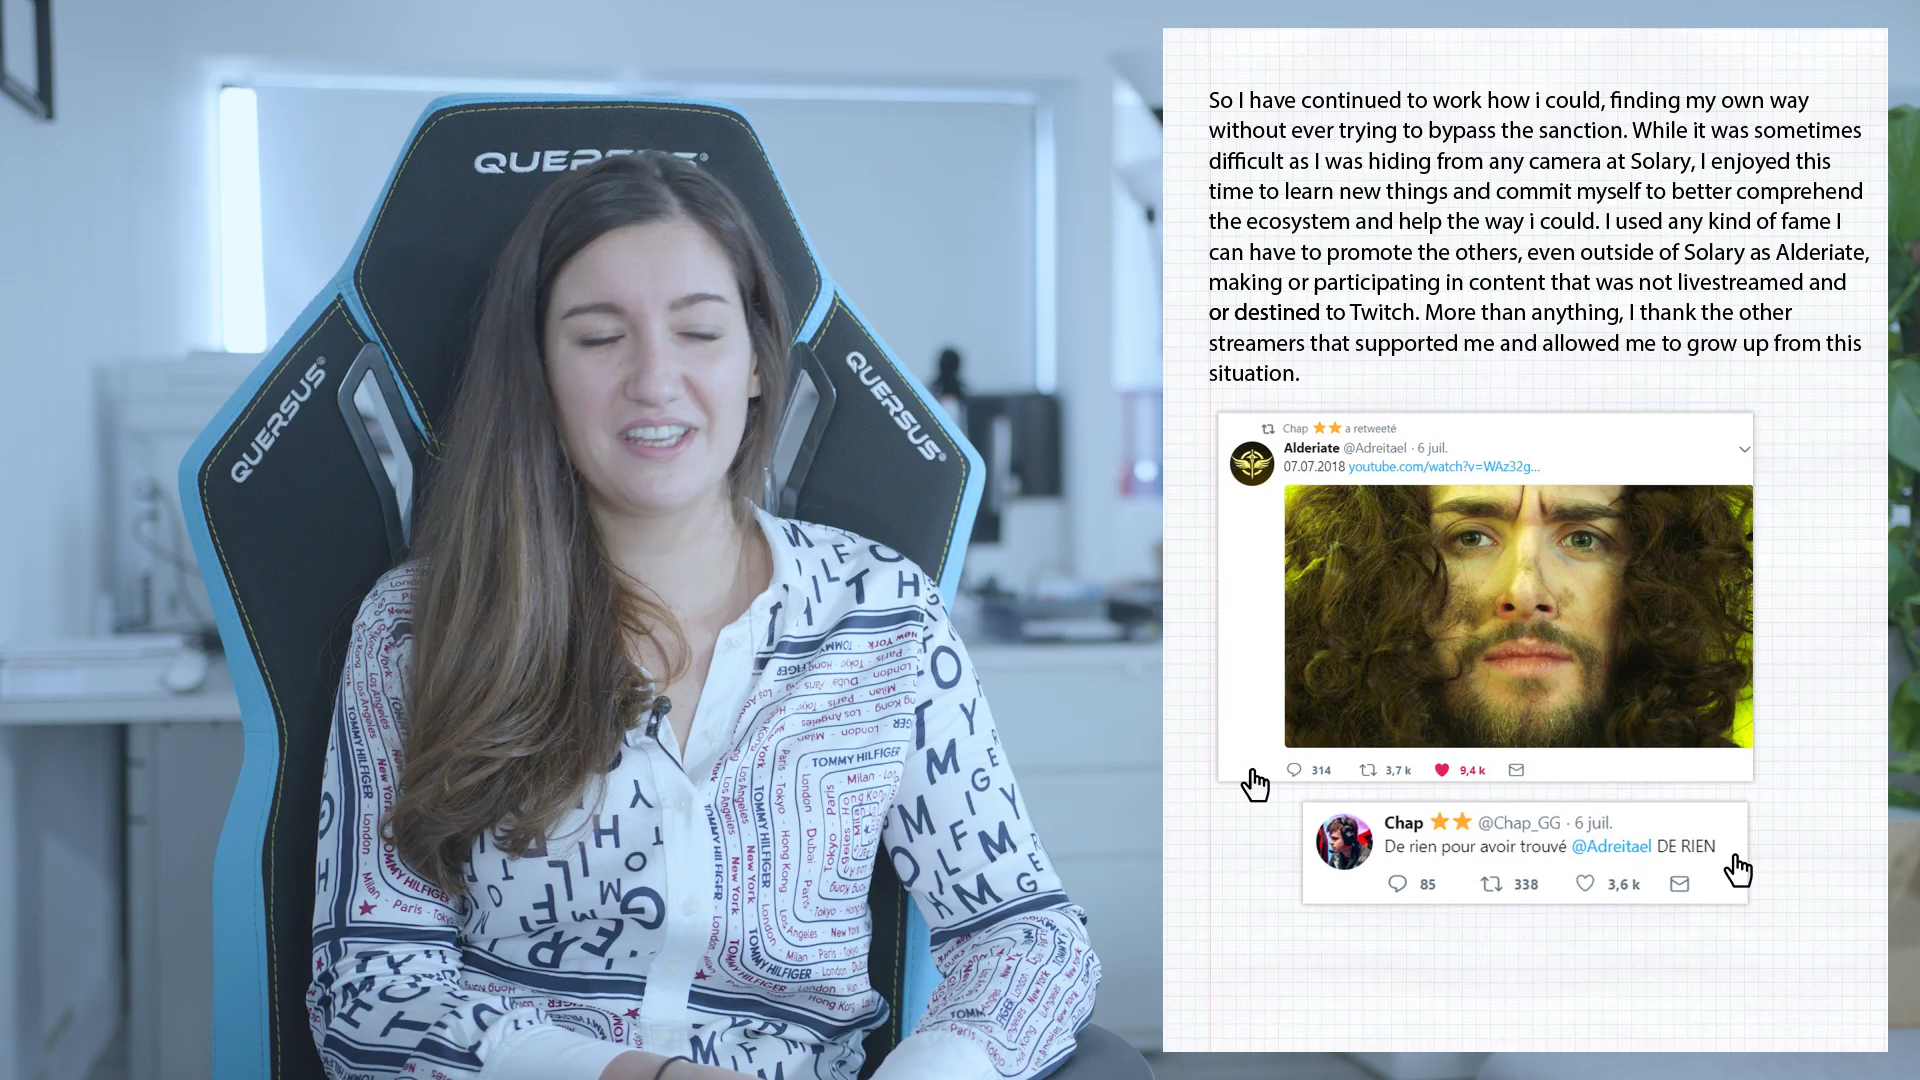 QUERSUS
QUERSUS
So I have continued to work how i could, finding my own way
without ever trying to bypass the sanction. While it was sometimes
difficult as I was hiding from any camera at Solary, I enjoyed this
time to learn new things and commit myself to better comprehend
the ecosystem and help the way i could. I used any kind of fame I
can have to promote the others, even outside of Solary as Alderiate,
making or participating in content that was not livestreamed and
or destined to Twitch. More than anything, I thank the other
streamers that supported me and allowed me to grow up from this
situation.
Chap a retweeté
Alderiate @Adreitael · 6 juil.
07.07.2018 youtube.com/watch?v=WAz32g...
314 3,7 k 9,4 k
Chap @Chap_GG · 6 juil.
De rien pour avoir trouvé @Adreitael DE RIEN
85 338 3,6 k
TOMMY HILFIGER